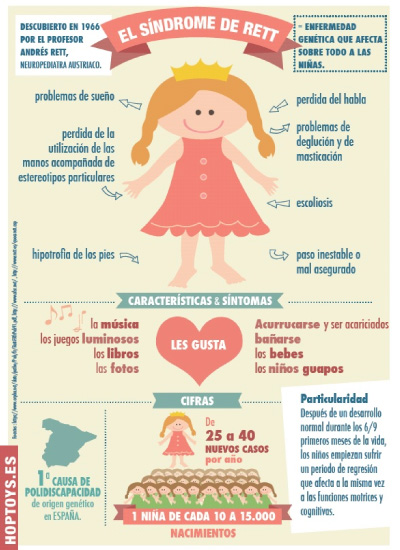 DESCUBIERTO EN 1966
POR EL PROFESOR
ANDRÉS RETT,
NEUROPEDIATRA AUSTRIACO.
EL SÍNDROME DE RETT
- ENFERMEDAD
GENÉTICA QUE AFECTA
SOBRE TODO A LAS
NIÑAS.
problemas de sueño
perdida del habla
perdida de la
utilización de las
manos acompañada de
estereotipos particulares
problemas de
deglución y de
masticación
escoliosis
hipotrofia de los pies
paso inestable o
mal asegurado
CARACTERÍSTICAS & SÍNTOMAS
la música
los juegos luminosos
los libros
las fotos
LES GUSTA
Acurrucarse y ser acariciados
bañarse
los bebes
los niños guapos
CIFRAS
1ª CAUSA DE
POLIDISCAPACIDAD
de origen genético
en ESPAÑA.
De
25 a 40
NUEVOS CASOS
por año
1 NIÑA DE CADA 10 A 15.000
NACIMIENTOS
Particularidad
Después de un desarrollo
normal durante los 6/9
primeros meses de la vida,
los niños empiezan sufrir
un periodo de regresión
que afecta a la misma vez
a las funciones motrices y
cognitivas.
HOPTOYS.ES